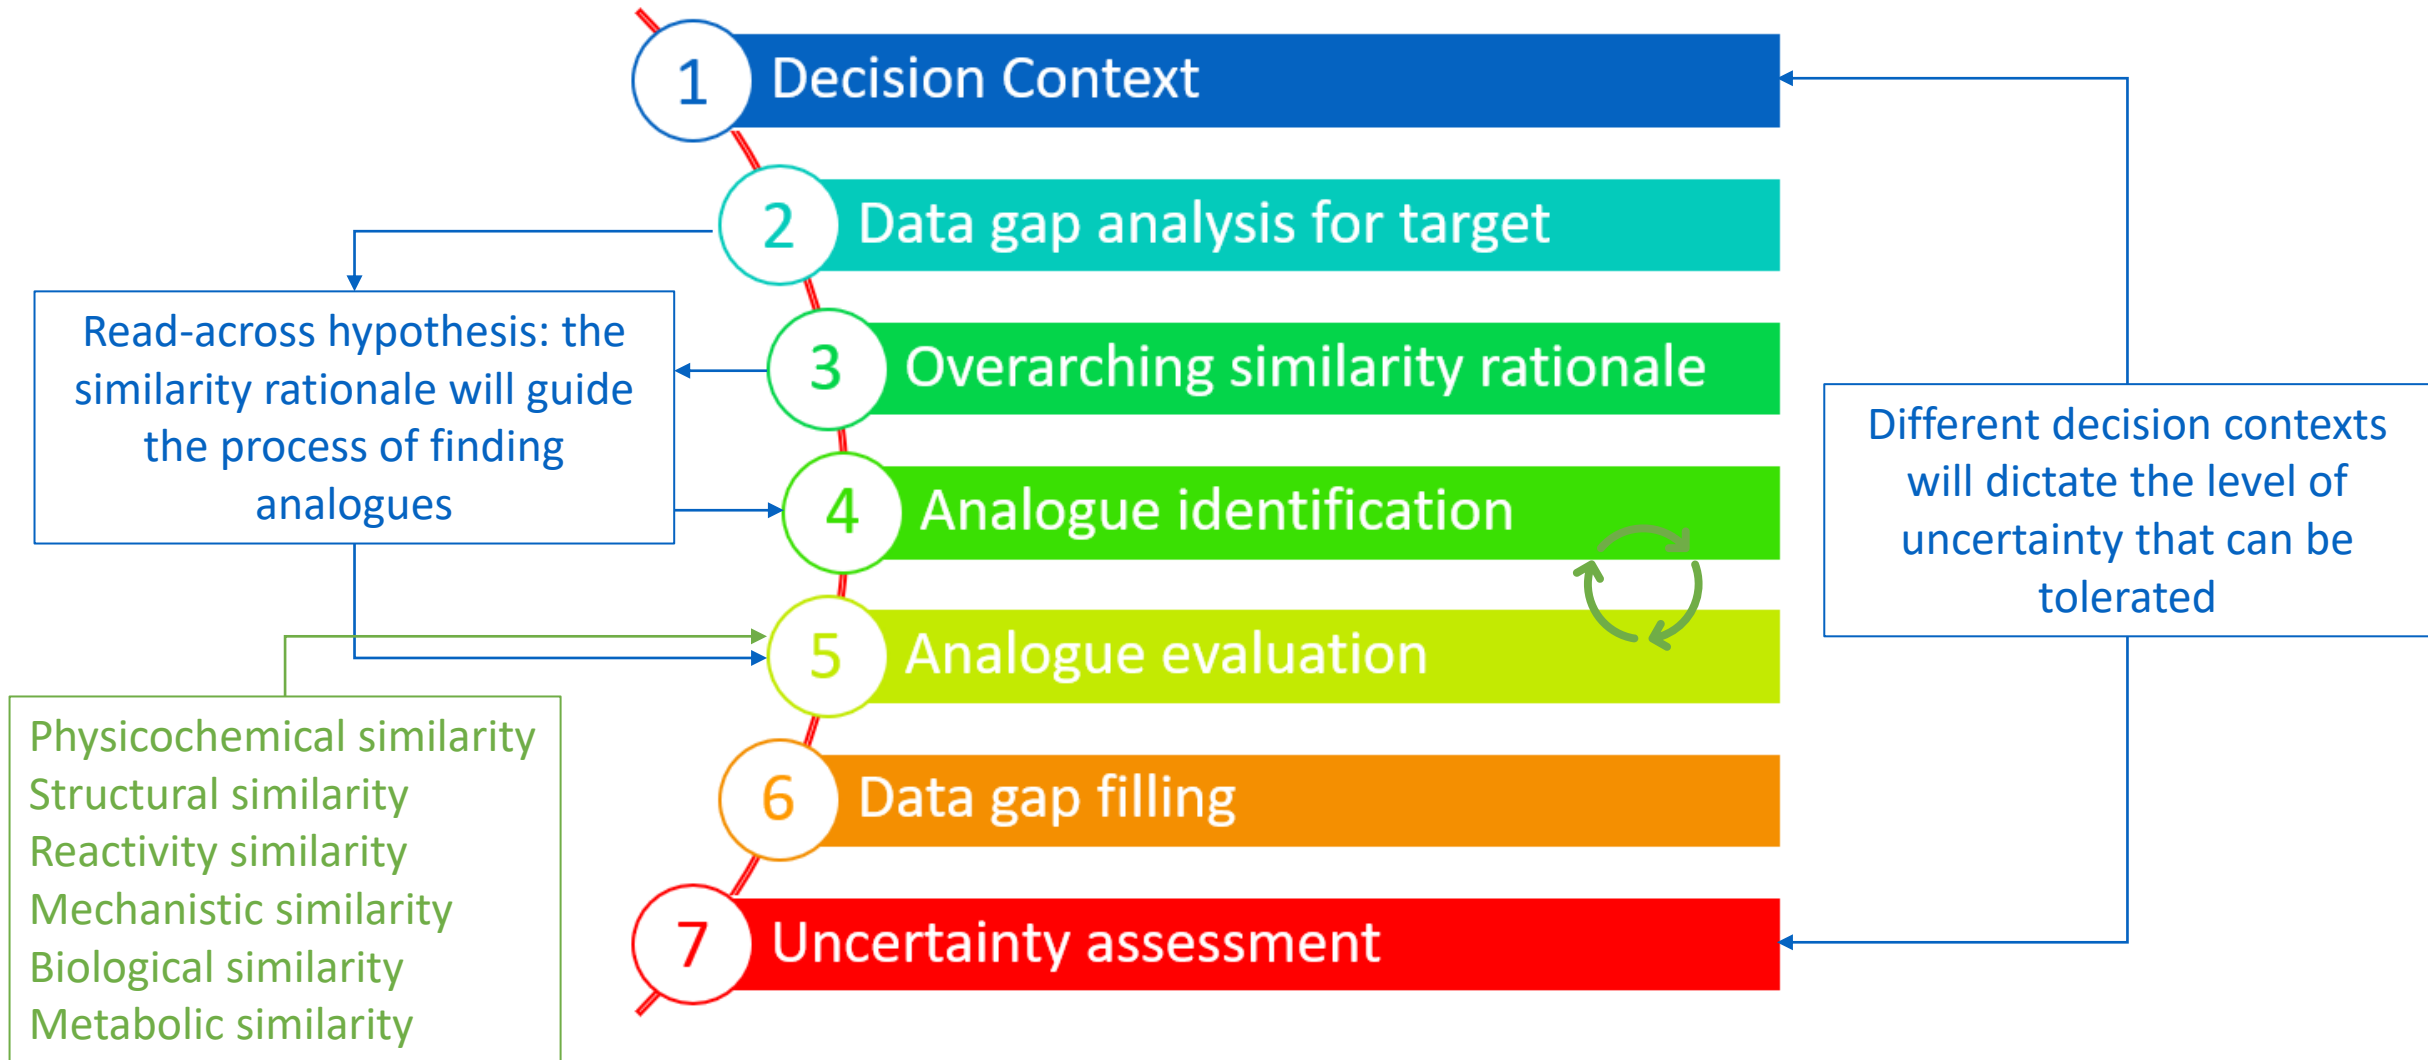 1 Decision Context
2 Data gap analysis for target
3 Overarching similarity rationale
4 Analogue identification
5 Analogue evaluation
6 Data gap filling
7 Uncertainty assessment
Read-across hypothesis: the
similarity rationale will guide
the process of finding
analogues
Physicochemical similarity
Structural similarity
Reactivity similarity
Mechanistic similarity
Biological similarity
Metabolic similarity
Different decision contexts
will dictate the level of
uncertainty that can be
tolerated